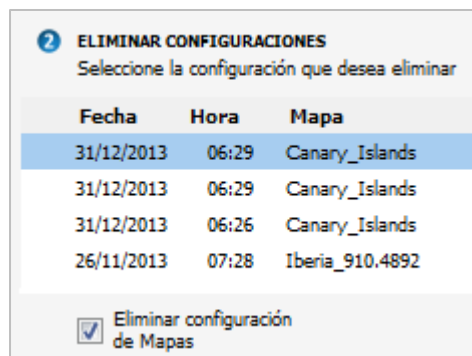 2 ELIMINAR CONFIGURACIONES
Seleccione la configuración que desea eliminar
Fecha Hora Mapa
31/12/2013 06:29 Canary_Islands
31/12/2013 06:29 Canary_Islands
31/12/2013 06:26 Canary_Islands
26/11/2013 07:28 Iberia_910.4892
Eliminar configuración
de Mapas